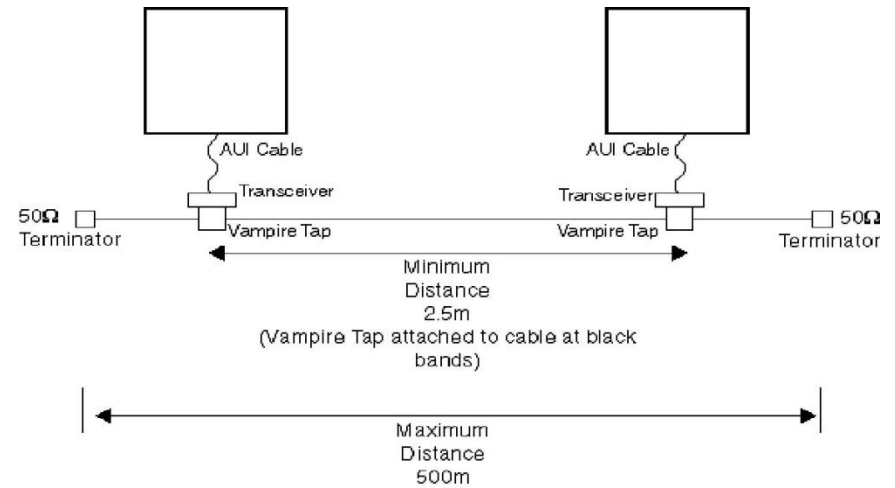 AUI Cable
AUI Cable
Transceiver
Transceiver
50Ω
Terminator
Vampire Tap
Vampire Tap
50Ω
Terminator
Minimum
Distance
2.5m
(Vampire Tap attached to cable at black
bands)
Maximum
Distance
500m